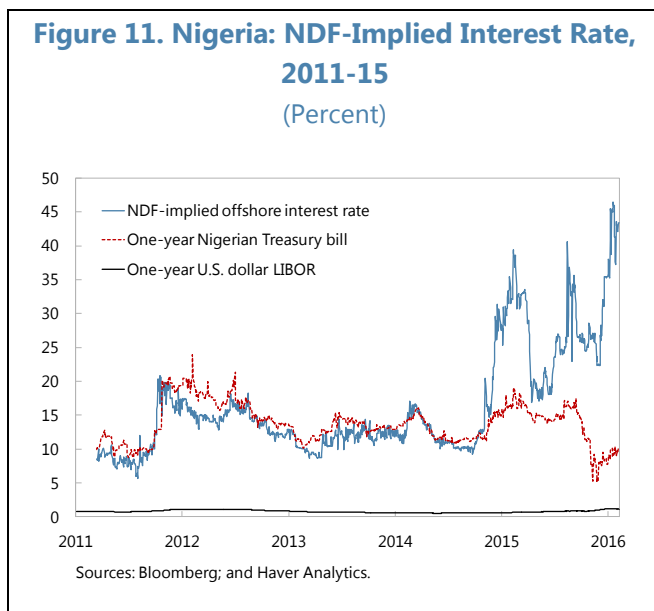 Figure 11. Nigeria: NDF-Implied Interest Rate,
2011-15
(Percent)
50
45
40
35
30
25
20
15
10
5
0
NDF-implied offshore interest rate
One-year Nigerian Treasury bill
One-year U.S. dollar LIBOR
2011 2012 2013 2014 2015 2016
Sources: Bloomberg; and Haver Analytics.